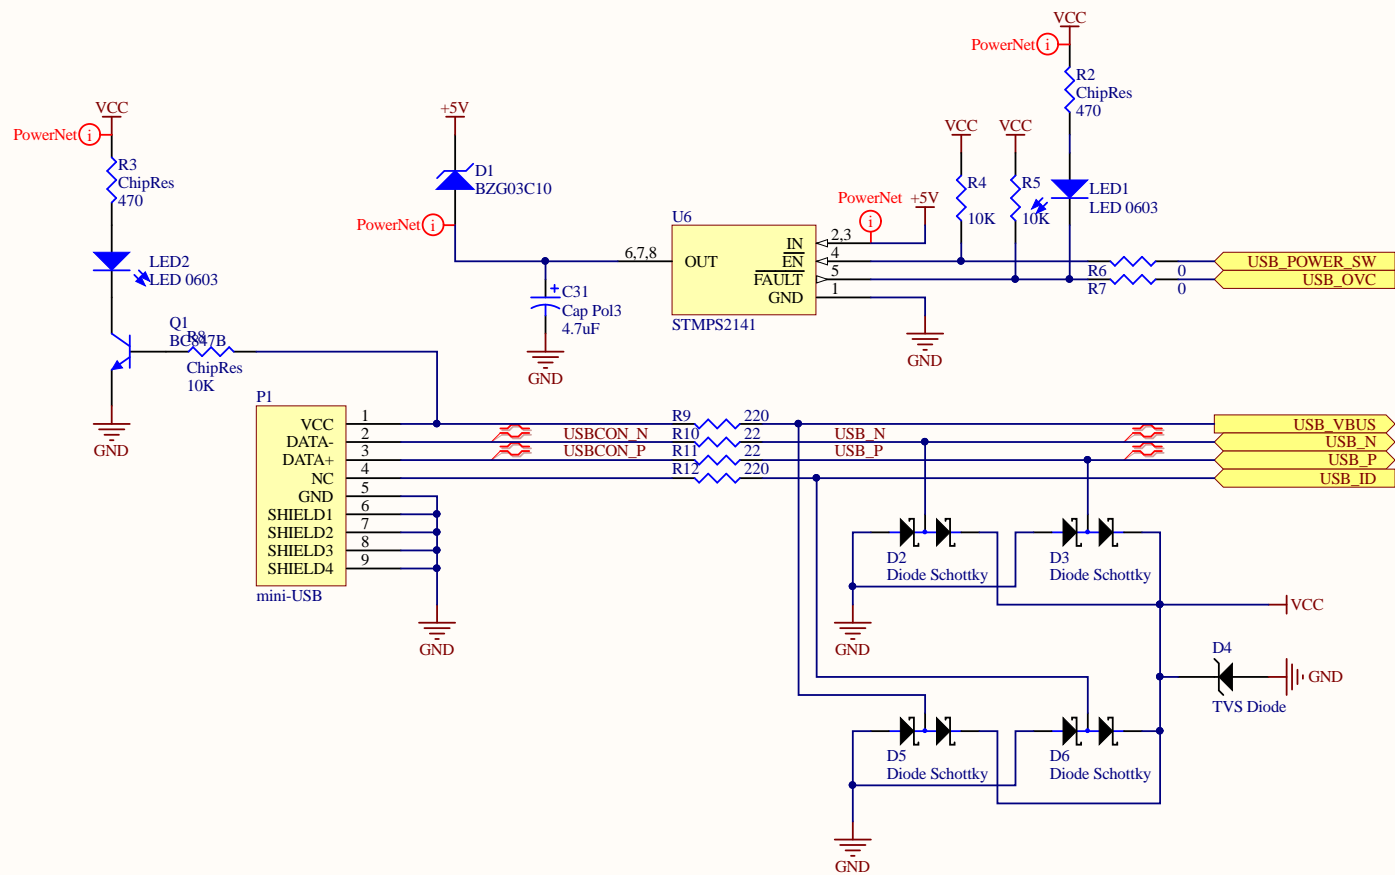 VCC
PowerNet
i
R2
ChipRes
470
VCC
PowerNet
i
R3
ChipRes
470
+5V
D1
BZG03C10
PowerNet
i
VCC
VCC
R4
10K
R5
10K
LED1
LED 0603
PowerNet
i
+5V
U6
6,7,8
OUT
IN
EN
FAULT
GND
2,3
4
5
1
STMPS2141
GND
R6
0
R7
0
USB_POWER_SW
USB_OVC
LED2
LED 0603
+
C31
Cap Pol3
4.7uF
GND
Q1
BC847B
R8
ChipRes
10K
GND
P1
VCC
1
DATA-
2
DATA+
3
NC
4
GND
5
SHIELD1
6
SHIELD2
7
SHIELD3
8
SHIELD4
9
mini-USB
GND
USBCON_N
USBCON_P
R9
220
R10
22
R11
22
R12
220
USB_N
USB_P
USB_VBUS
USB_N
USB_P
USB_ID
D2
Diode Schottky
D3
Diode Schottky
GND
VCC
D4
GND
TVS Diode
D5
Diode Schottky
D6
Diode Schottky
GND